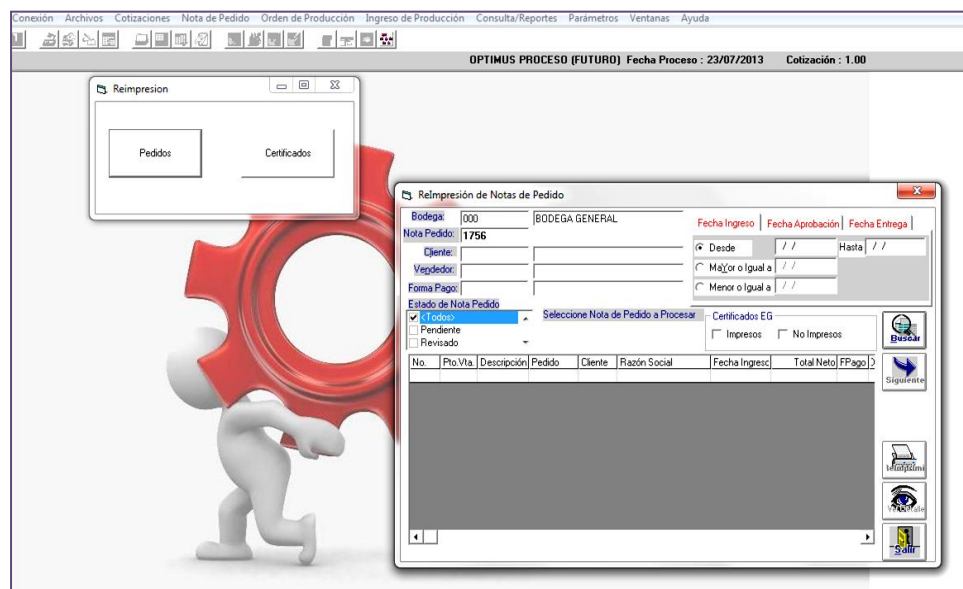 Conexión Archivos Cotizaciones Nota de Pedido Orden de Producción Ingreso de Producción Consulta/Reportes Parámetros Ventanas Ayuda
OPTIMUS PROCESO (FUTURO) Fecha Proceso : 23/07/2013 Cotización : 1.00
Reimpresion
Pedidos Certificados
ReImpresión de Notas de Pedido
Bodega: 000 BODEGA GENERAL
Nota Pedido: 1756
Cliente:
Vendedor:
Forma Pago:
Fecha Ingreso Fecha Aprobación Fecha Entrega
Desde / / Hasta / /
MaYor o Igual a / /
Menor o Igual a / /
Estado de Nota Pedido
<Todos>
Pendiente
Revisado
Seleccione Nota de Pedido a Procesar
Certificados EG
Impresos No Impresos
Buscar
No. Pto.Vta. Descripción Pedido Cliente Razón Social Fecha Ingreso Total Neto FPago
Siguiente
Salir